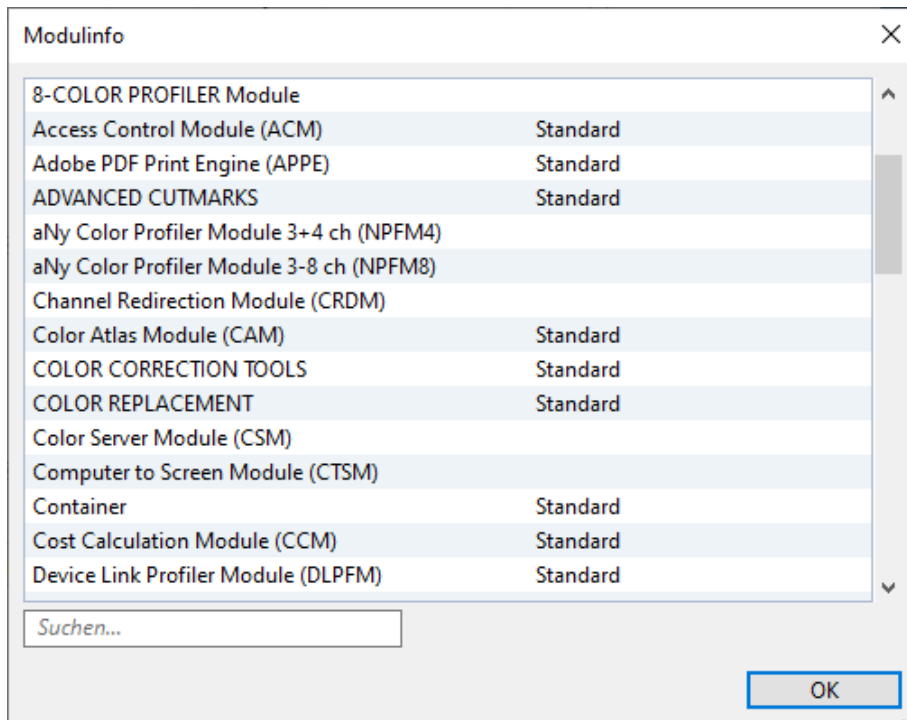 Modulinfo
8-COLOR PROFILER Module
Access Control Module (ACM) Standard
Adobe PDF Print Engine (APPE) Standard
ADVANCED CUTMARKS Standard
aNy Color Profiler Module 3+4 ch (NPFM4)
aNy Color Profiler Module 3-8 ch (NPFM8)
Channel Redirection Module (CRDM)
Color Atlas Module (CAM) Standard
COLOR CORRECTION TOOLS Standard
COLOR REPLACEMENT Standard
Color Server Module (CSM)
Computer to Screen Module (CTSM)
Container Standard
Cost Calculation Module (CCM) Standard
Device Link Profiler Module (DLPFM) Standard
Suchen...
OK